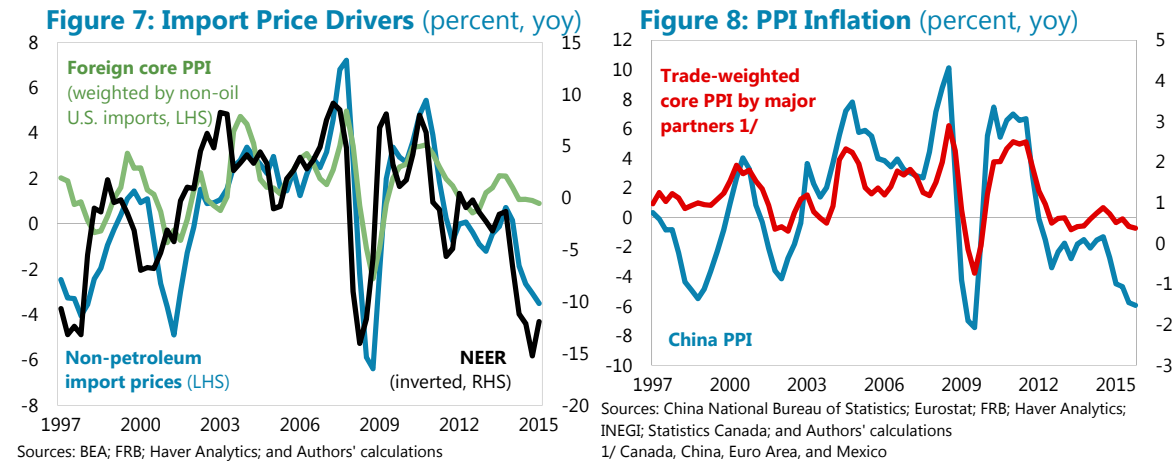 Figure 7: Import Price Drivers (percent, yoy)
8
6
4
2
0
-2
-4
-6
-8
15
10
5
0
-5
-10
-15
-20
Foreign core PPI
(weighted by non-oil
U.S. imports, LHS)
Non-petroleum
import prices (LHS)
NEER
(inverted, RHS)
1997 2000 2003 2006 2009 2012 2015
Sources: BEA; FRB; Haver Analytics; and Authors' calculations
Figure 8: PPI Inflation (percent, yoy)
12
10
8
6
4
2
0
-2
-4
-6
-8
-10
5
4
3
2
1
0
-1
-2
-3
Trade-weighted
core PPI by major
partners 1/
China PPI
1997 2000 2003 2006 2009 2012 2015
Sources: China National Bureau of Statistics; Eurostat; FRB; Haver Analytics;
INEGI; Statistics Canada; and Authors' calculations
1/ Canada, China, Euro Area, and Mexico